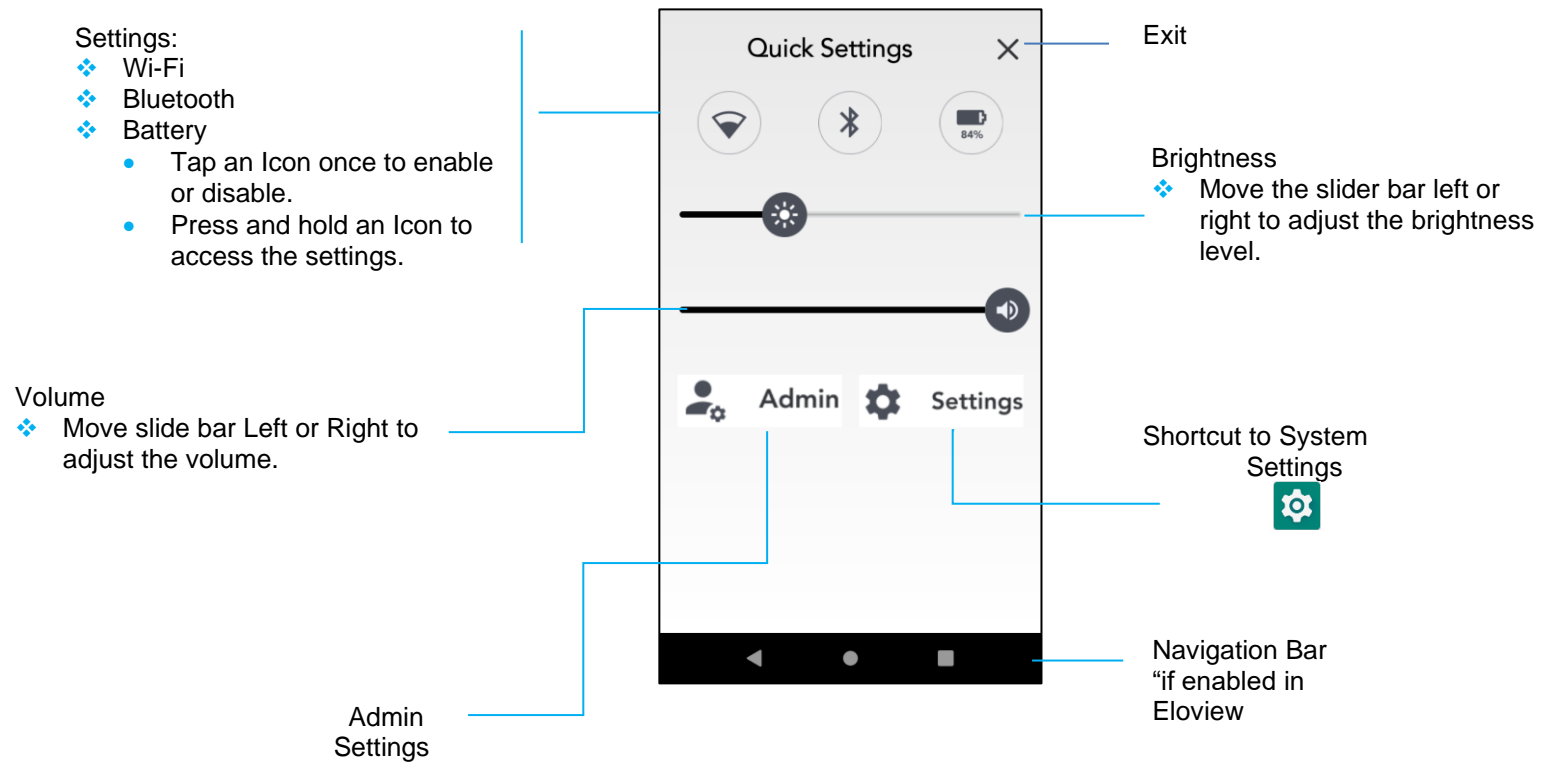 Settings:
Wi-Fi
Bluetooth
Battery
Tap an Icon once to enable
or disable.
Press and hold an Icon to
access the settings.
Quick Settings
84%
Exit
Brightness
Move the slider bar left or
right to adjust the brightness
level.
Volume
Move slide bar Left or Right to
adjust the volume.
Admin
Settings
Shortcut to System
Settings
Navigation Bar
“if enabled in
Eloview
Admin
Settings